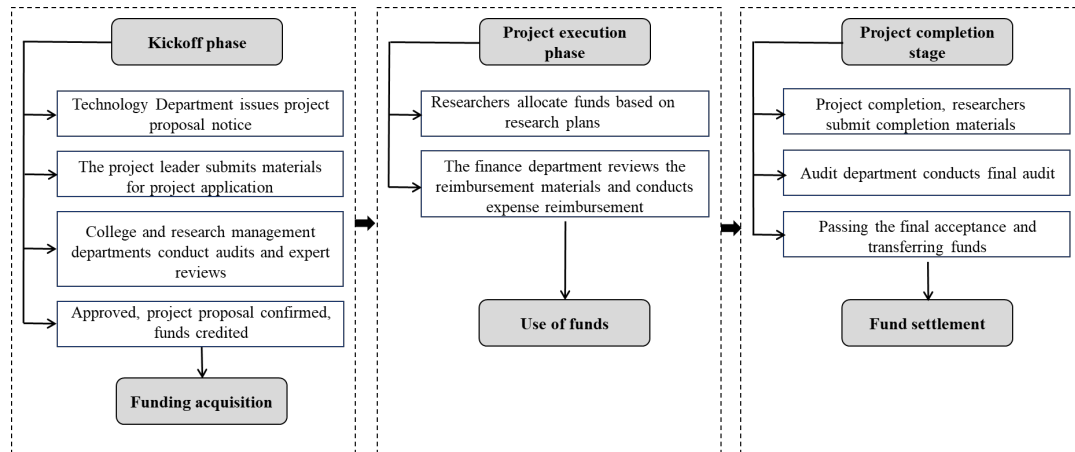 Kickoff phase
Technology Department issues project
proposal notice
The project leader submits materials
for project application
College and research management
departments conduct audits and expert
reviews
Approved, project proposal confirmed,
funds credited
Funding acquisition
Project execution
phase
Researchers allocate funds based on
research plans
The finance department reviews the
reimbursement materials and conducts
expense reimbursement
Use of funds
Project completion
stage
Project completion, researchers
submit completion materials
Audit department conducts final audit
Passing the final acceptance and
transferring funds
Fund settlement